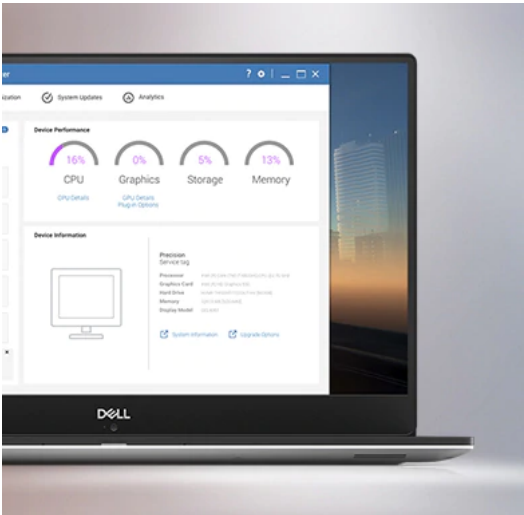 er
? 
ization
System Updates
Analytics
Device Performance
16%
0%
5%
13%
CPU
Graphics
Storage
Memory
CPU Details
GPU Details
Plug-in Options
Device Information
Precision
Service tag
Processor
Graphics Card
Hard Drive
Memory
Display Model
System Information
Upgrade Options
DELL